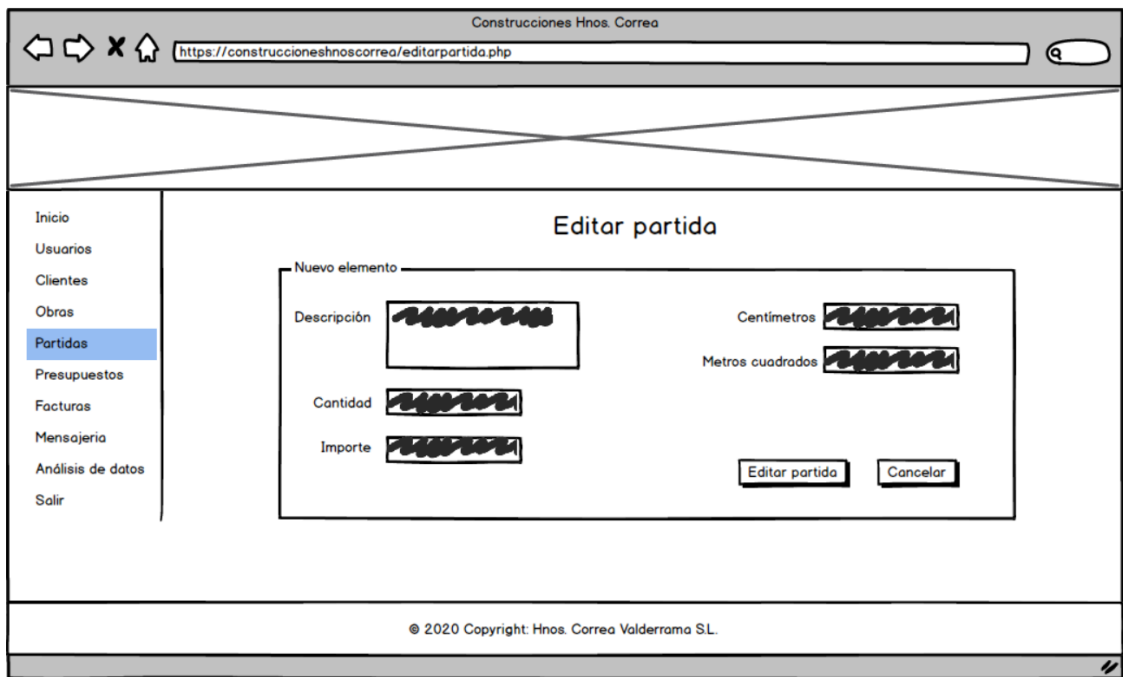 Construcciones Hnos. Correa
https://construccioneshnoscorrea/editarpartida.php
Inicio
Usuarios
Clientes
Obras
Partidas
Presupuestos
Facturas
Mensajeria
Análisis de datos
Salir
Editar partida
Nuevo elemento
Descripción
Cantidad
Importe
Centímetros
Metros cuadrados
Editar partida
Cancelar
© 2020 Copyright: Hnos. Correa Valderrama S.L.